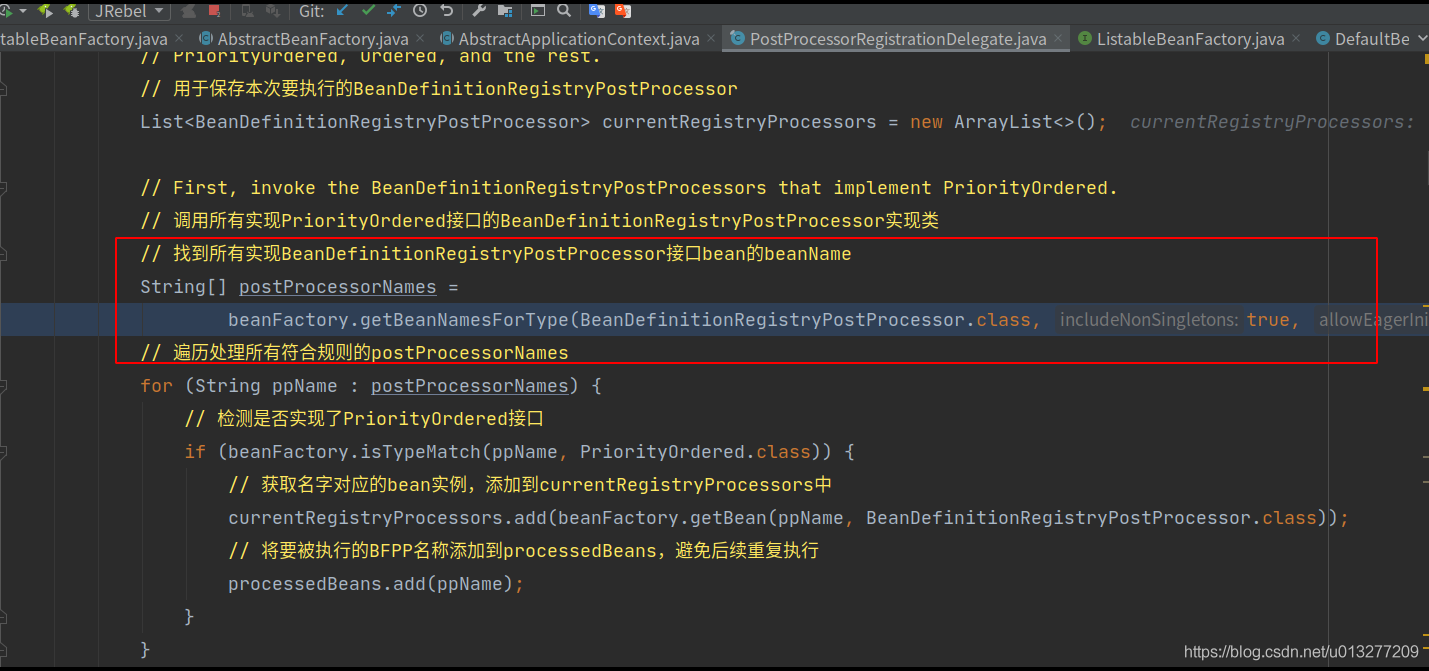 JRebel Git:
tableBeanFactory.java AbstractBeanFactory.java AbstractApplicationContext.java PostProcessorRegistrationDelegate.java ListableBeanFactory.java DefaultBe
// PriorityOrdered, Ordered, and the rest.
// 用于保存本次要执行的BeanDefinitionRegistryPostProcessor
List<BeanDefinitionRegistryPostProcessor> currentRegistryProcessors = new ArrayList<>(); currentRegistryProcessors:
// First, invoke the BeanDefinitionRegistryPostProcessors that implement PriorityOrdered.
// 调用所有实现PriorityOrdered接口的BeanDefinitionRegistryPostProcessor实现类
// 找到所有实现BeanDefinitionRegistryPostProcessor接口bean的beanName
String[] postProcessorNames =
beanFactory.getBeanNamesForType(BeanDefinitionRegistryPostProcessor.class, includeNonSingletons: true, allowEagerIni
// 遍历处理所有符合规则的postProcessorNames
for (String ppName : postProcessorNames) {
// 检测是否实现了PriorityOrdered接口
if (beanFactory.isTypeMatch(ppName, PriorityOrdered.class)) {
// 获取名字对应的bean实例，添加到currentRegistryProcessors中
currentRegistryProcessors.add(beanFactory.getBean(ppName, BeanDefinitionRegistryPostProcessor.class));
// 将要被执行的BFPP名称添加到processedBeans，避免后续重复执行
processedBeans.add(ppName);
}
}
https://blog.csdn.net/u013277209